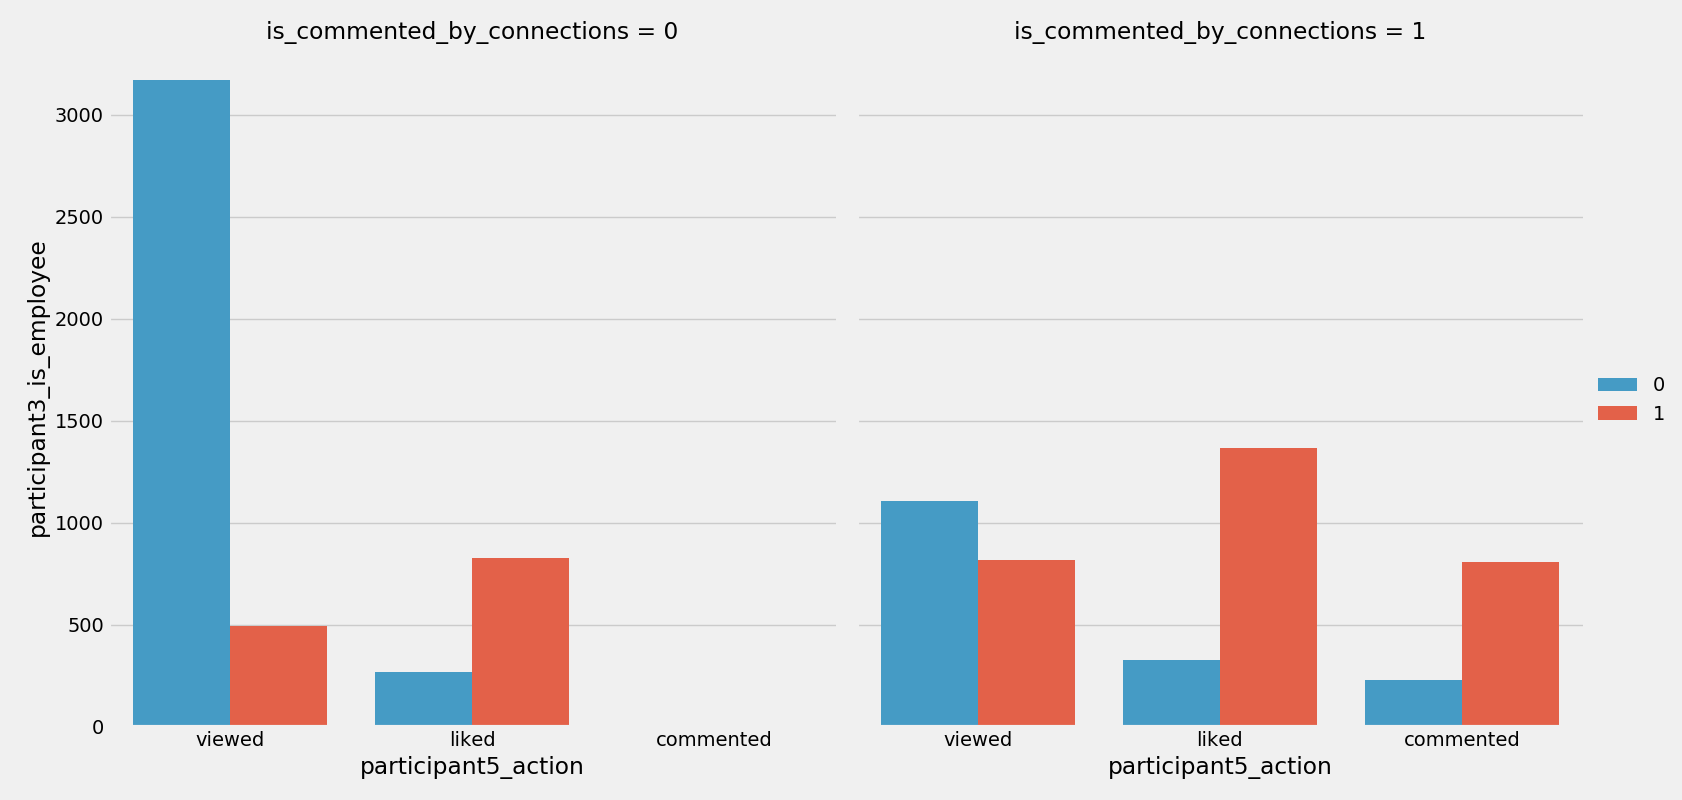 is_commented_by_connections = 0
is_commented_by_connections = 1
participant3_is_employee
3000
2500
2000
1500
1000
500
0
viewed liked commented
viewed liked commented
participant5_action
participant5_action
0
1